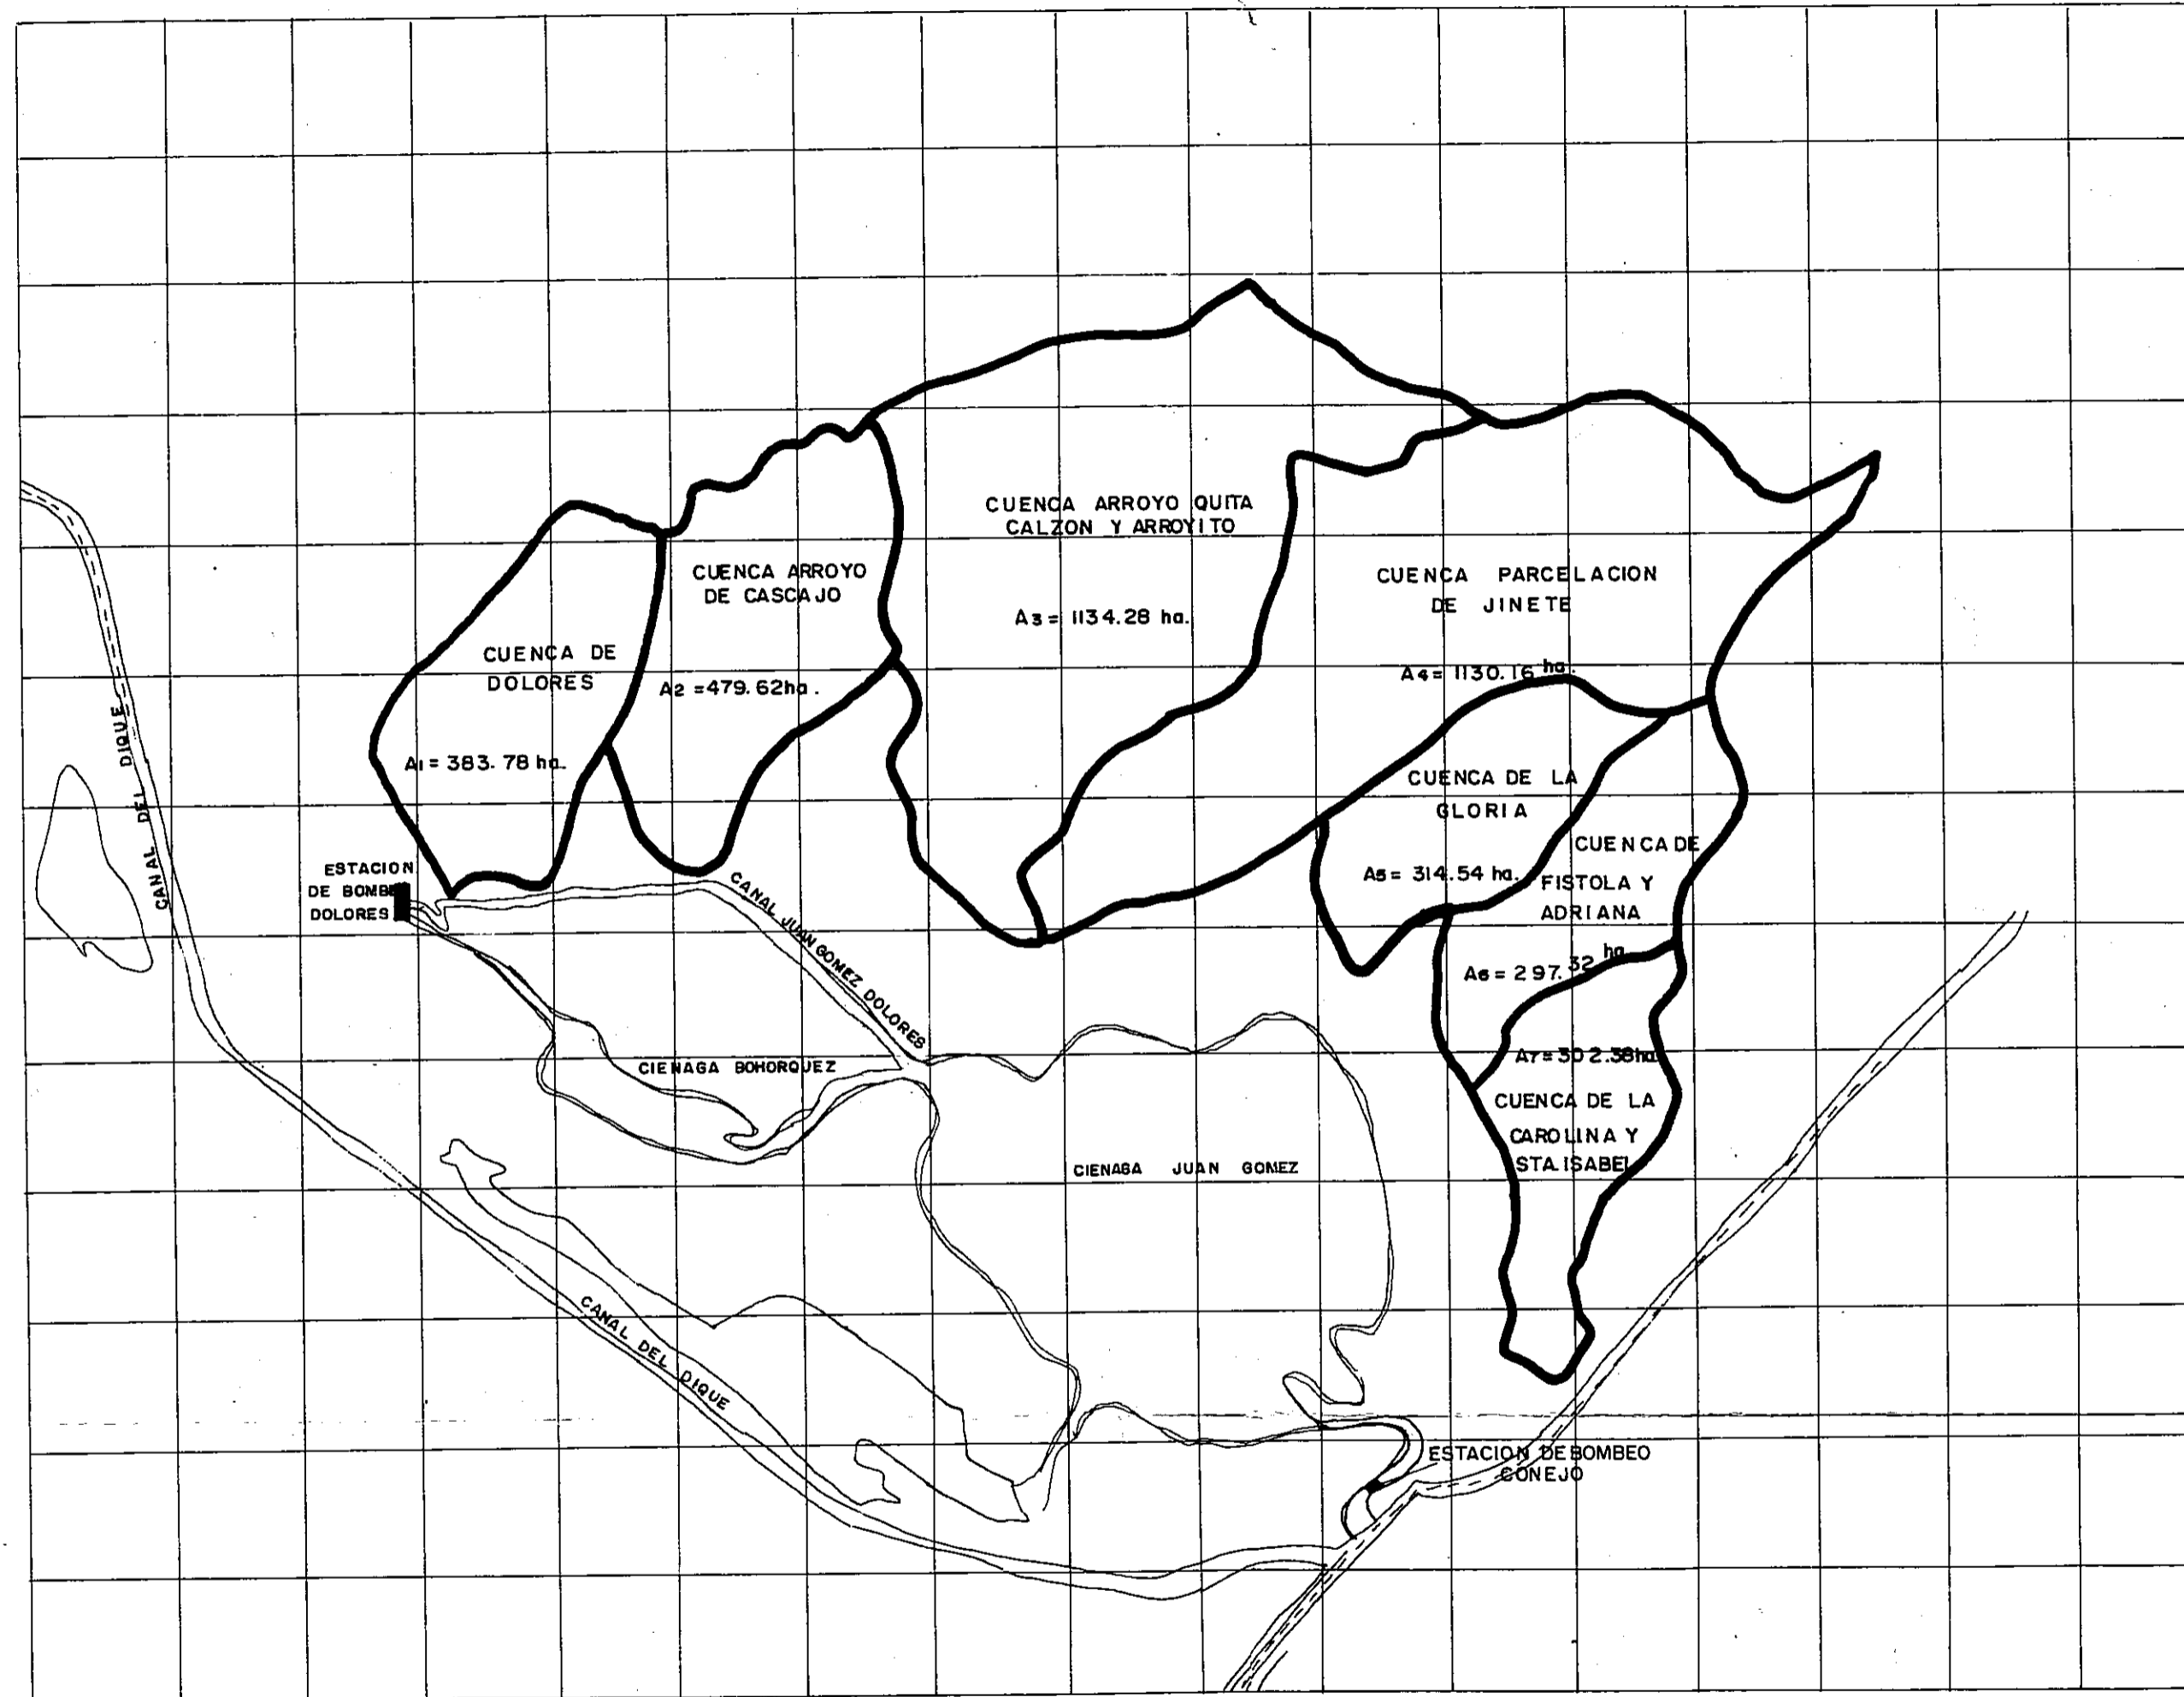 CUENCA ARROYO QUITA
CALZON Y ARROYITO
A3 = 1134.28 ha.
CUENCA ARROYO
DE CASCAJO
A2 = 479.62 ha.
CUENCA PARCELACION
DE JINETE
A4 = 1130.16 ha.
CUENCA DE
DOLORES
A1 = 383.78 ha.
CUENCA DE LA
GLORIA
A5 = 314.54 ha.
CUENCA DE
FISTOLA Y
ADRIANA
A6 = 297.32 ha
A7 = 302.38 ha
CUENCA DE LA
CAROLINA Y
STA. ISABEL
CANAL DEL DIQUE
ESTACION
DE BOMBEO
DOLORES
CANAL JUAN GOMEZ DOLORES
CIENAGA BOHORQUEZ
CIENAGA JUAN GOMEZ
CANAL DEL DIQUE
ESTACION DE BOMBEO
CONEJO